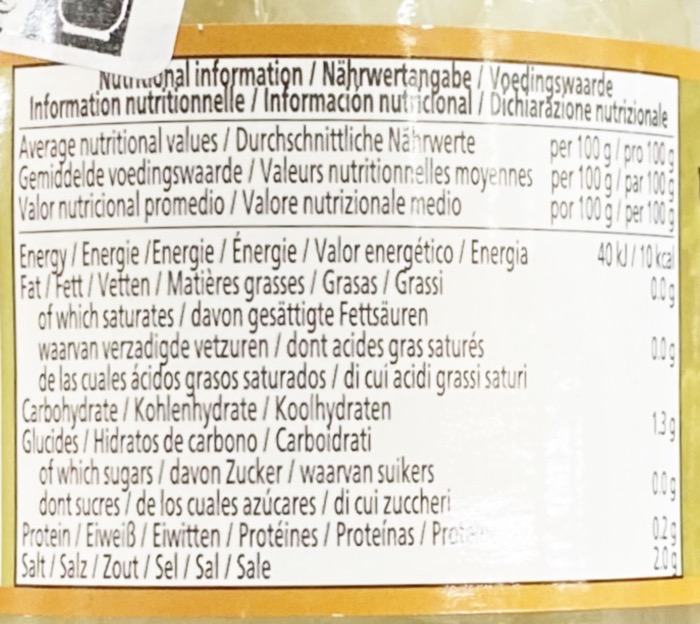 Nutritional information / Nährwertangabe / Voedingswaarde
Information nutritionnelle / Información nutricional / Dichiarazione nutrizionale
Average nutritional values / Durchschnittliche Nährwerte per 100 g / pro 100 g
Gemiddelde voedingswaarde / Valeurs nutritionnelles moyennes per 100 g / par 100 g
Valor nutricional promedio / Valore nutrizionale medio por 100 g / per 100 g
Energy / Energie /Energie / Énergie / Valor energético / Energia 40 kJ / 10 kcal
Fat / Fett / Vetten / Matières grasses / Grasas / Grassi 0.0 g
of which saturates / davon gesättigte Fettsäuren
waarvan verzadigde vetzuren / dont acides gras saturés 0.0 g
de las cuales ácidos grasos saturados / di cui acidi grassi saturi
Carbohydrate / Kohlenhydrate / Koolhydraten 1.3 g
Glucides / Hidratos de carbono / Carboidrati
of which sugars / davon Zucker / waarvan suikers 0.0 g
dont sucres / de los cuales azúcares / di cui zuccheri
Protein / Eiweiß / Eiwitten / Protéines / Proteínas / 0.2 g
Salt / Salz / Zout / Sel / Sal / Sale 2.0 g